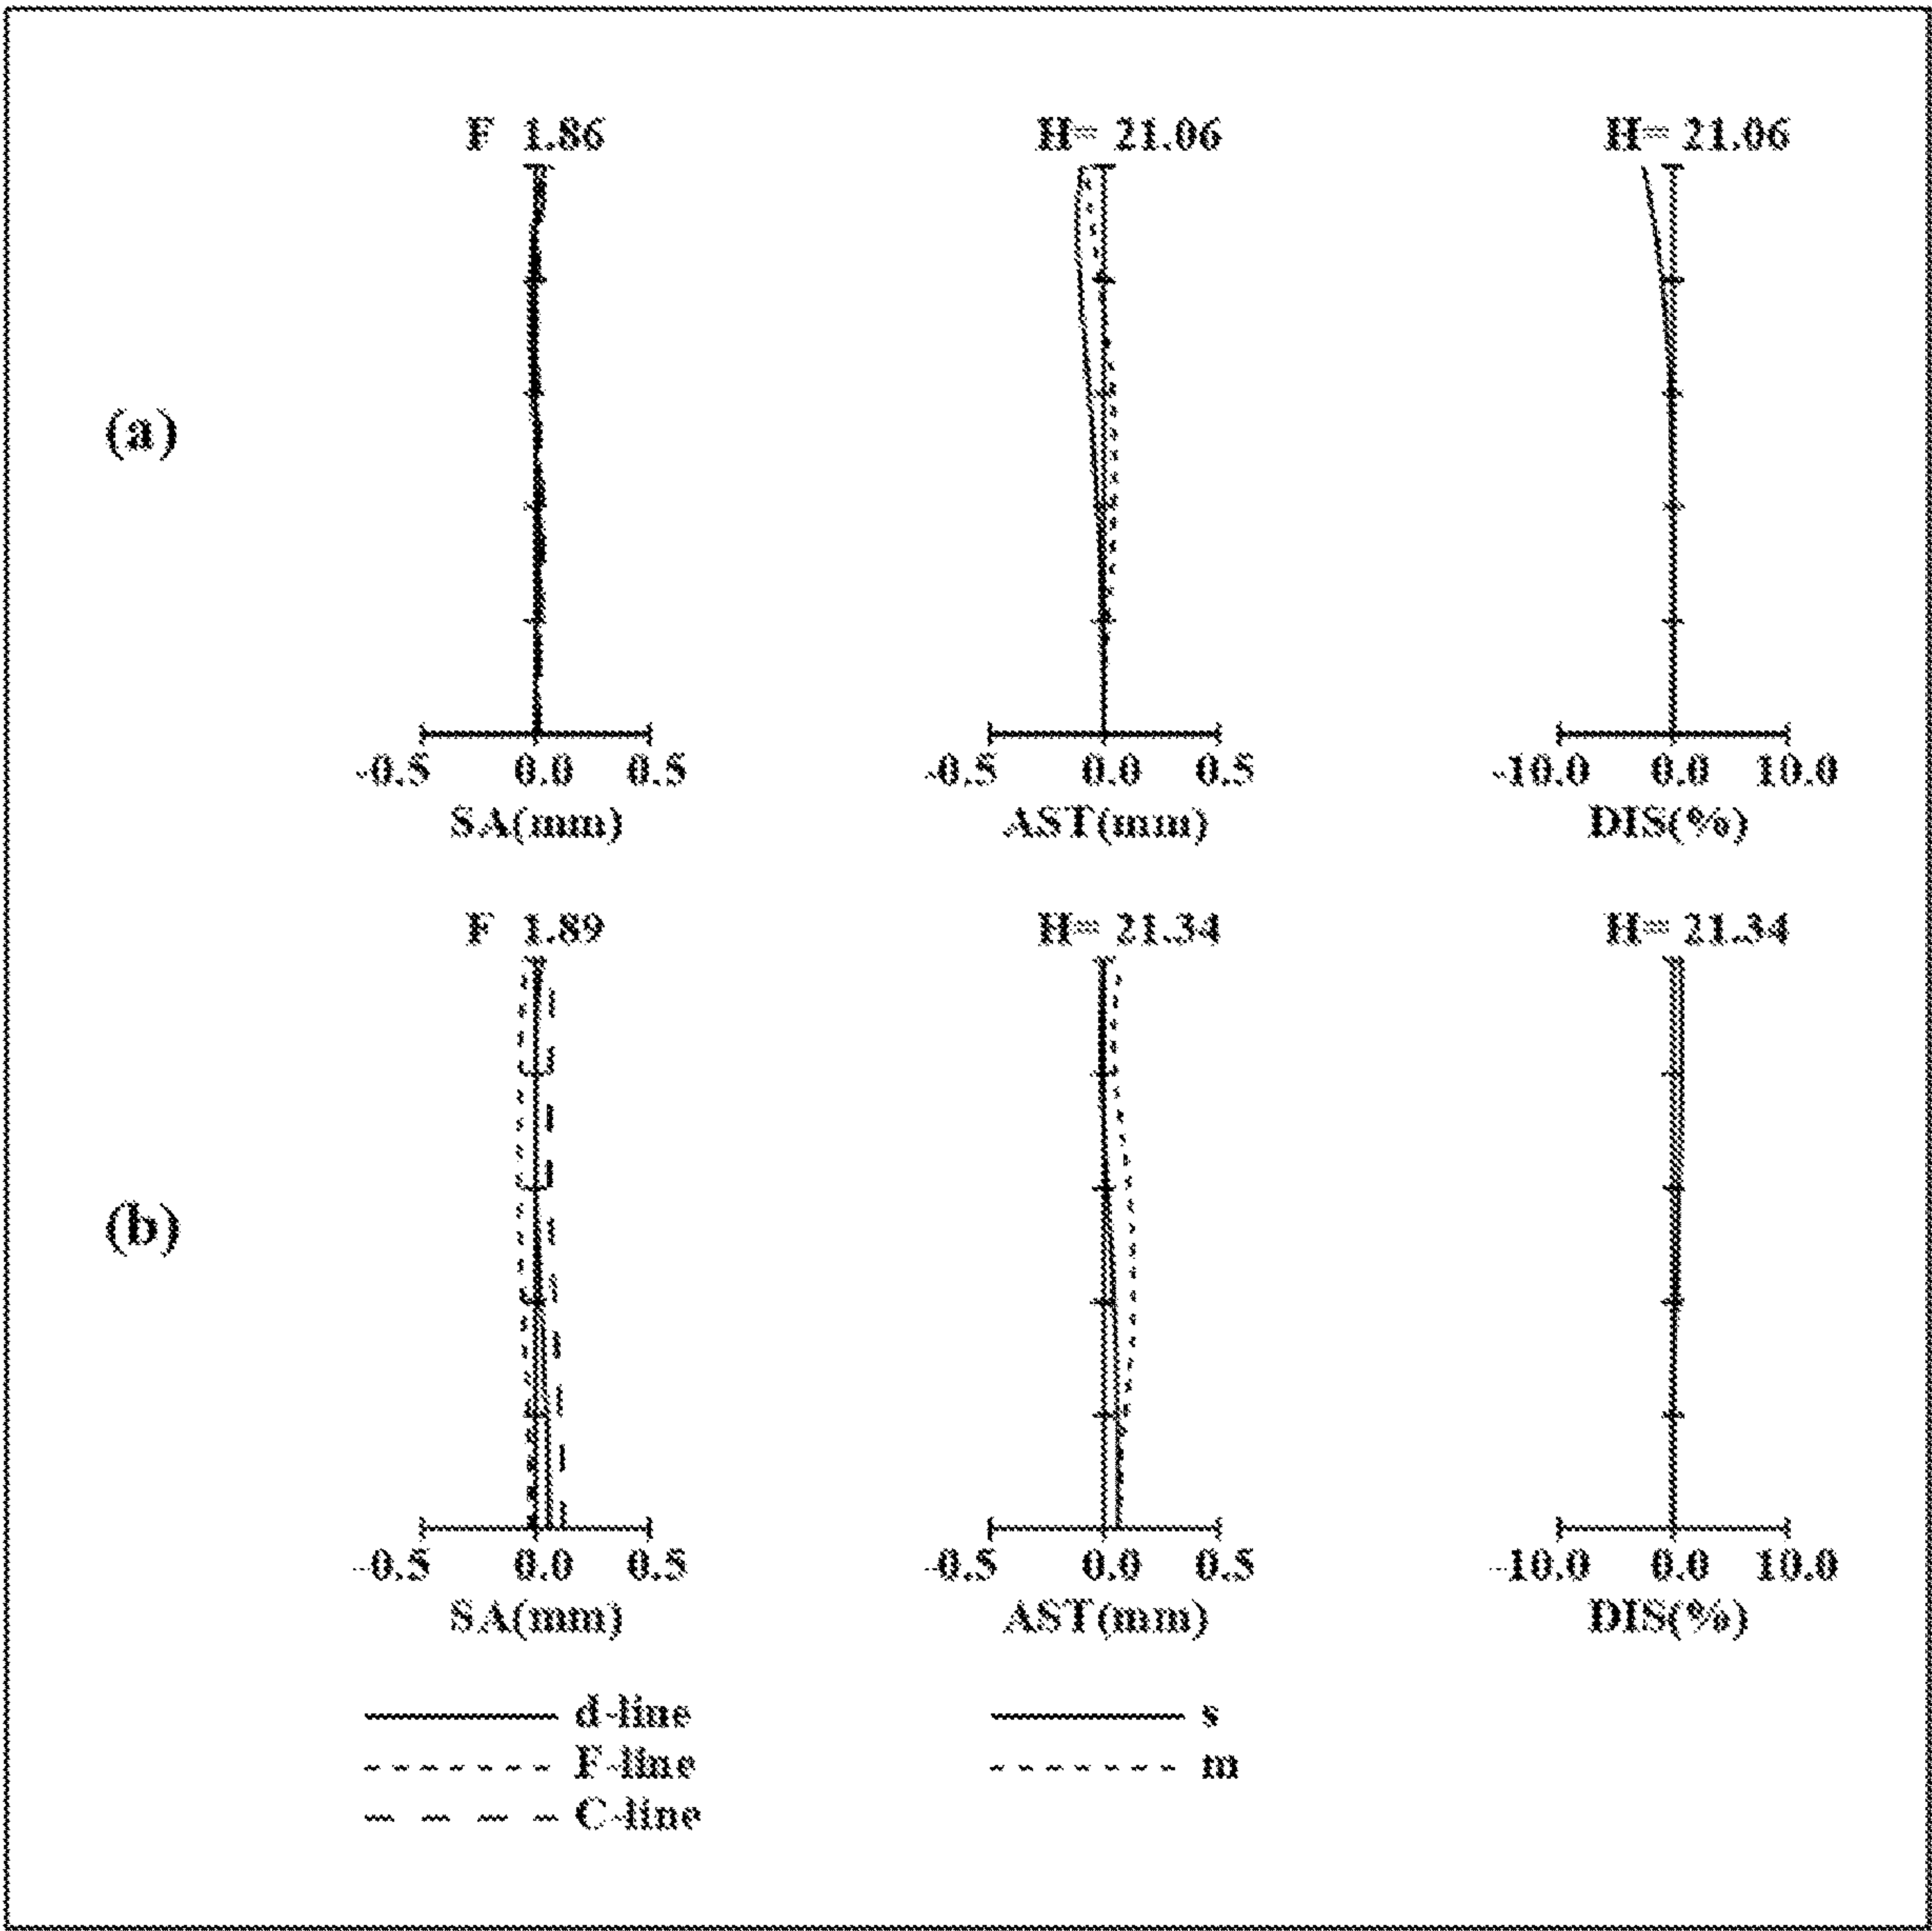 F 1.86 H= 21.06 H= 21.06
(a)
-0.5 0.0 0.5 -0.5 0.0 0.5 -10.0 0.0 10.0
SA(mm) AST(mm) DIS(%)
F 1.89 H= 21.34 H= 21.34
(b)
-0.5 0.0 0.5 -0.5 0.0 0.5 -10.0 0.0 10.0
SA(mm) AST(mm) DIS(%)
d-line s
F-line m
C-line